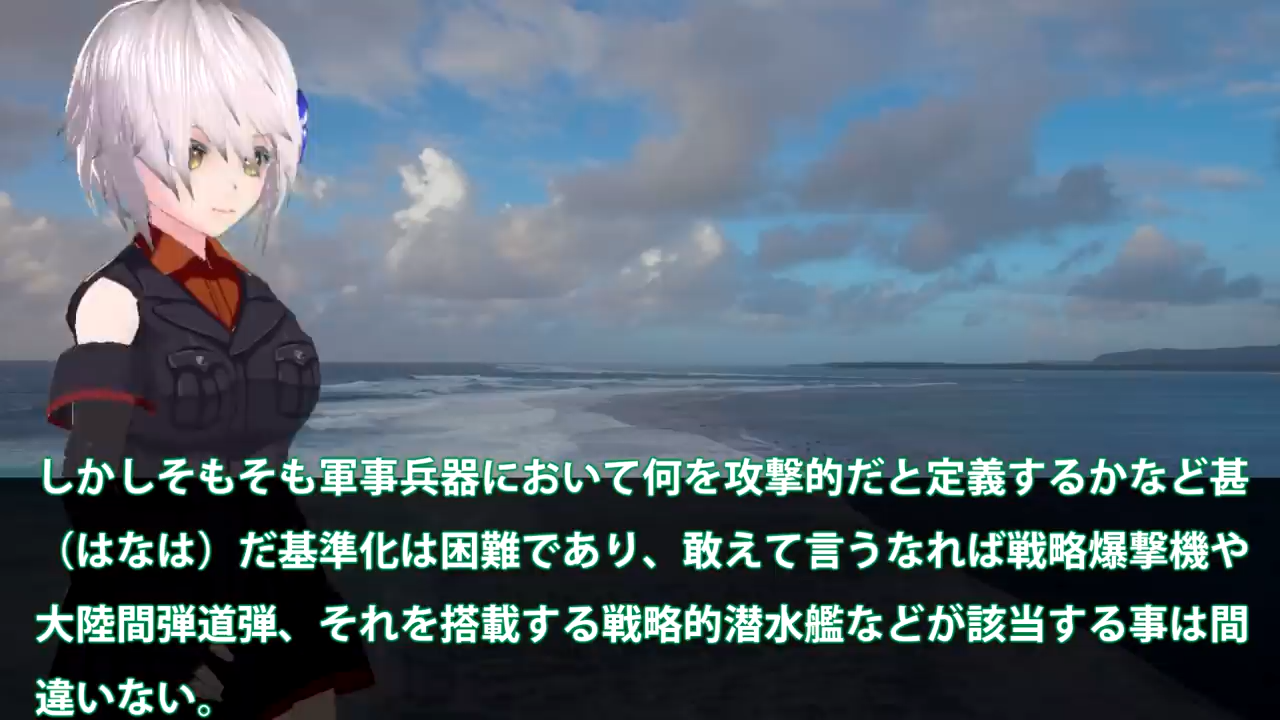 しかしそもそも軍事兵器において何を攻撃的だと定義するかなど甚
（はなは）だ基準化は困難であり、敢えて言うなれば戦略爆撃機や
大陸間弾道弾、それを搭載する戦略的潜水艦などが該当する事は間
違いない。